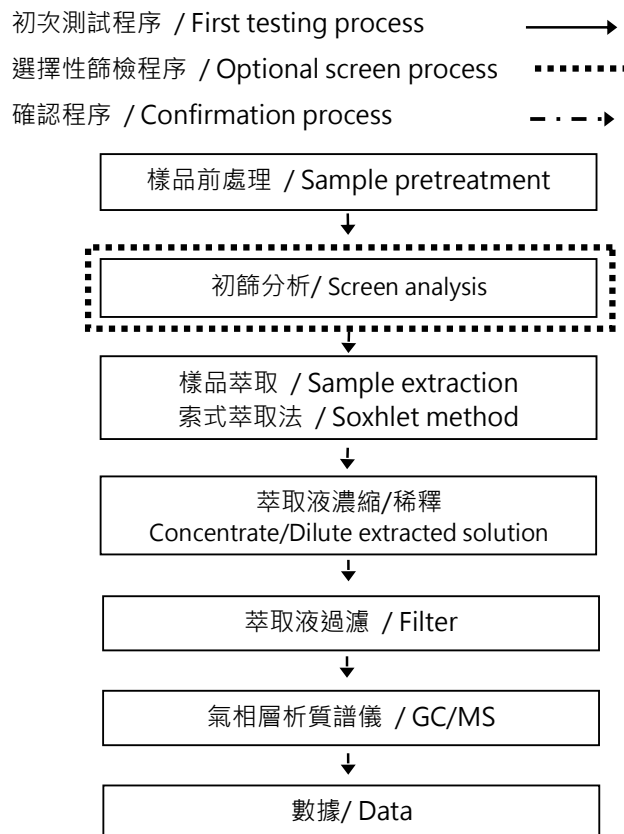 初次測試程序 / First testing process
選擇性篩檢程序 / Optional screen process
確認程序 / Confirmation process
樣品前處理 / Sample pretreatment
初篩分析/ Screen analysis
樣品萃取 / Sample extraction
索式萃取法 / Soxhlet method
萃取液濃縮/稀釋
Concentrate/Dilute extracted solution
萃取液過濾 / Filter
氣相層析質譜儀 / GC/MS
數據/ Data